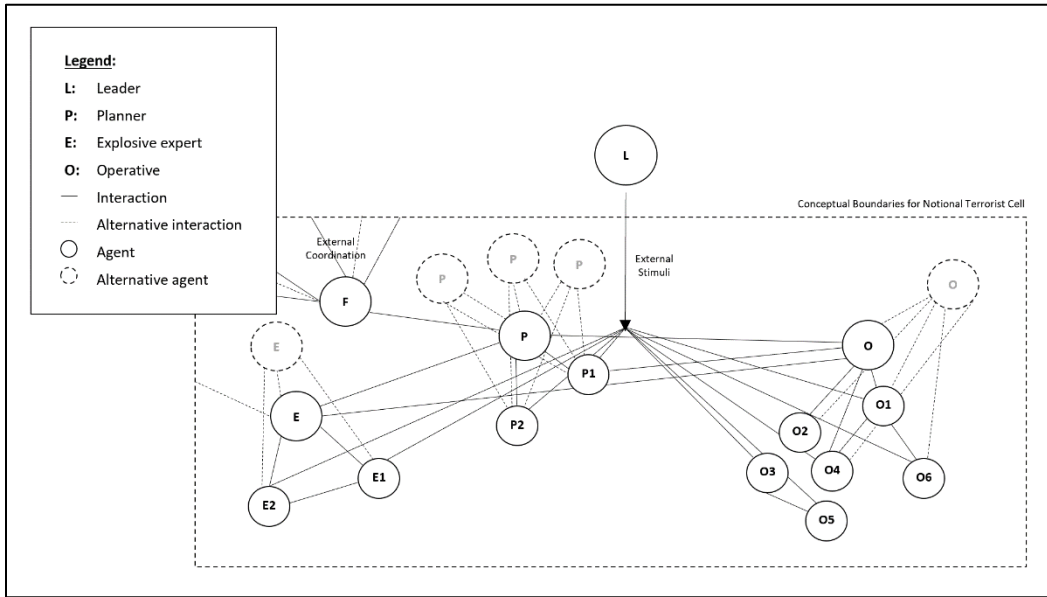 Legend:
L: Leader
P: Planner
E: Explosive expert
O: Operative
Interaction
Alternative interaction
Agent
Alternative agent
L
Conceptual Boundaries for Notional Terrorist Cell
External
Coordination
External
Stimuli
P
P
P
O
F
P
O
E
P1
E
O1
P2
O2
E1
O3
O4
O6
E2
O5